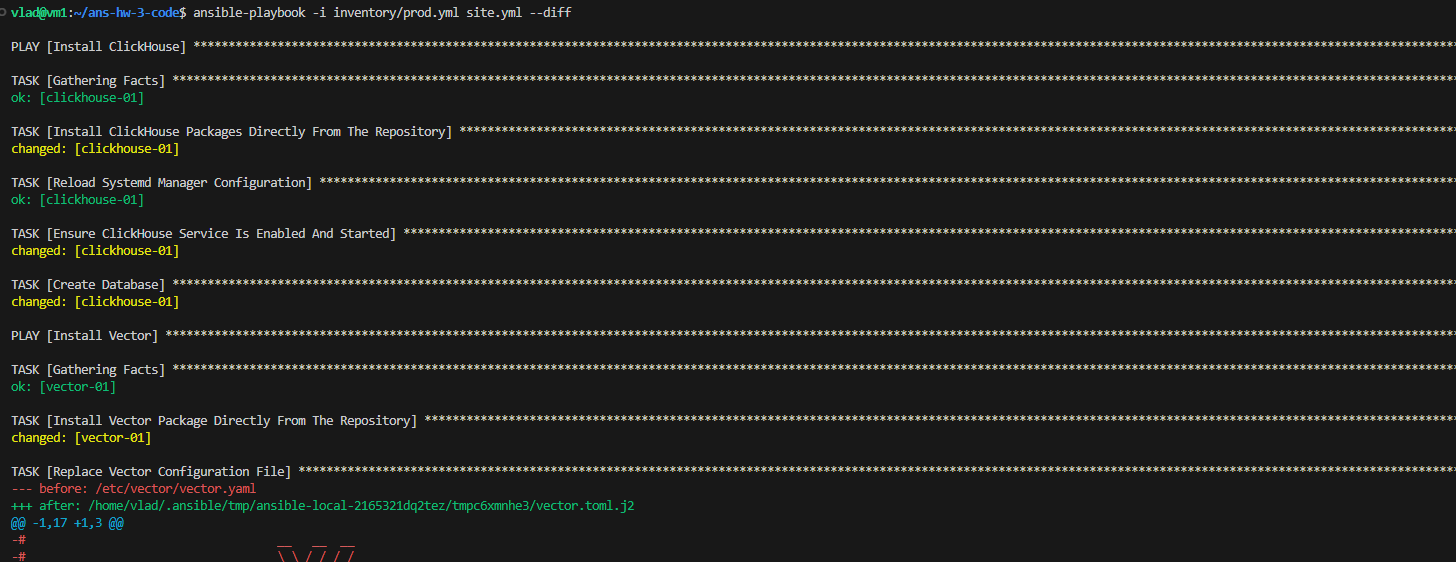 vlad@vm1:~/ans-hw-3-code$ ansible-playbook -i inventory/prod.yml site.yml --diff
PLAY [Install ClickHouse] ****************************************************************************************************************************************************************************
TASK [Gathering Facts] *******************************************************************************************************************************************************************************
ok: [clickhouse-01]
TASK [Install ClickHouse Packages Directly From The Repository] **************************************************************************************************************************************
changed: [clickhouse-01]
TASK [Reload Systemd Manager Configuration] **********************************************************************************************************************************************************
ok: [clickhouse-01]
TASK [Ensure ClickHouse Service Is Enabled And Started] **********************************************************************************************************************************************
changed: [clickhouse-01]
TASK [Create Database] *******************************************************************************************************************************************************************************
changed: [clickhouse-01]
PLAY [Install Vector] ********************************************************************************************************************************************************************************
TASK [Gathering Facts] *******************************************************************************************************************************************************************************
ok: [vector-01]
TASK [Install Vector Package Directly From The Repository] *******************************************************************************************************************************************
changed: [vector-01]
TASK [Replace Vector Configuration File] *************************************************************************************************************************************************************
--- before: /etc/vector/vector.yaml
+++ after: /home/vlad/.ansible/tmp/ansible-local-2165321dq2tez/tmpc6xmnhe3/vector.toml.j2
@@ -1,17 +1,3 @@
-#                                    __   __  __
-#                                    \ \ / / / /